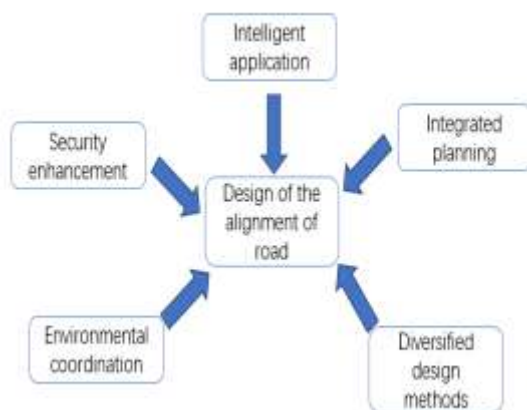 Intelligent
application
Security
enhancement
Integrated
planning
Design of the
alignment of
road
Environmental
coordination
Diversified
design
methods